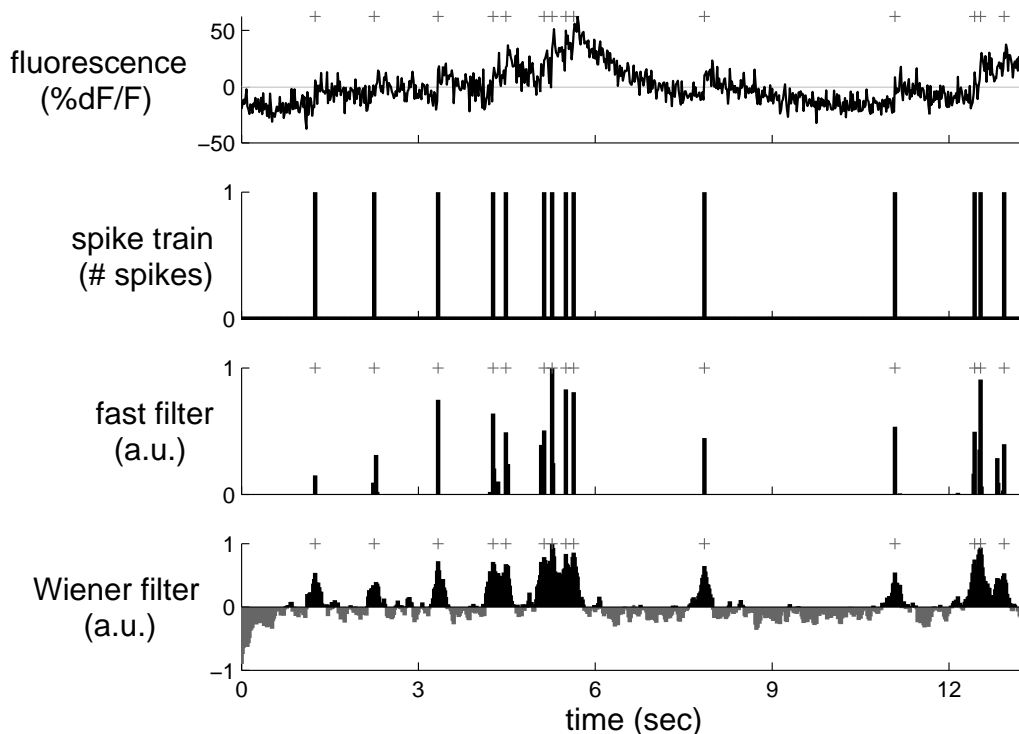 50
fluorescence
(%dF/F)
0
−50
1
spike train
(# spikes)
0
1
fast filter
(a.u.)
0
1
Wiener filter
(a.u.)
0
−1
0 3 6 9 12
time (sec)